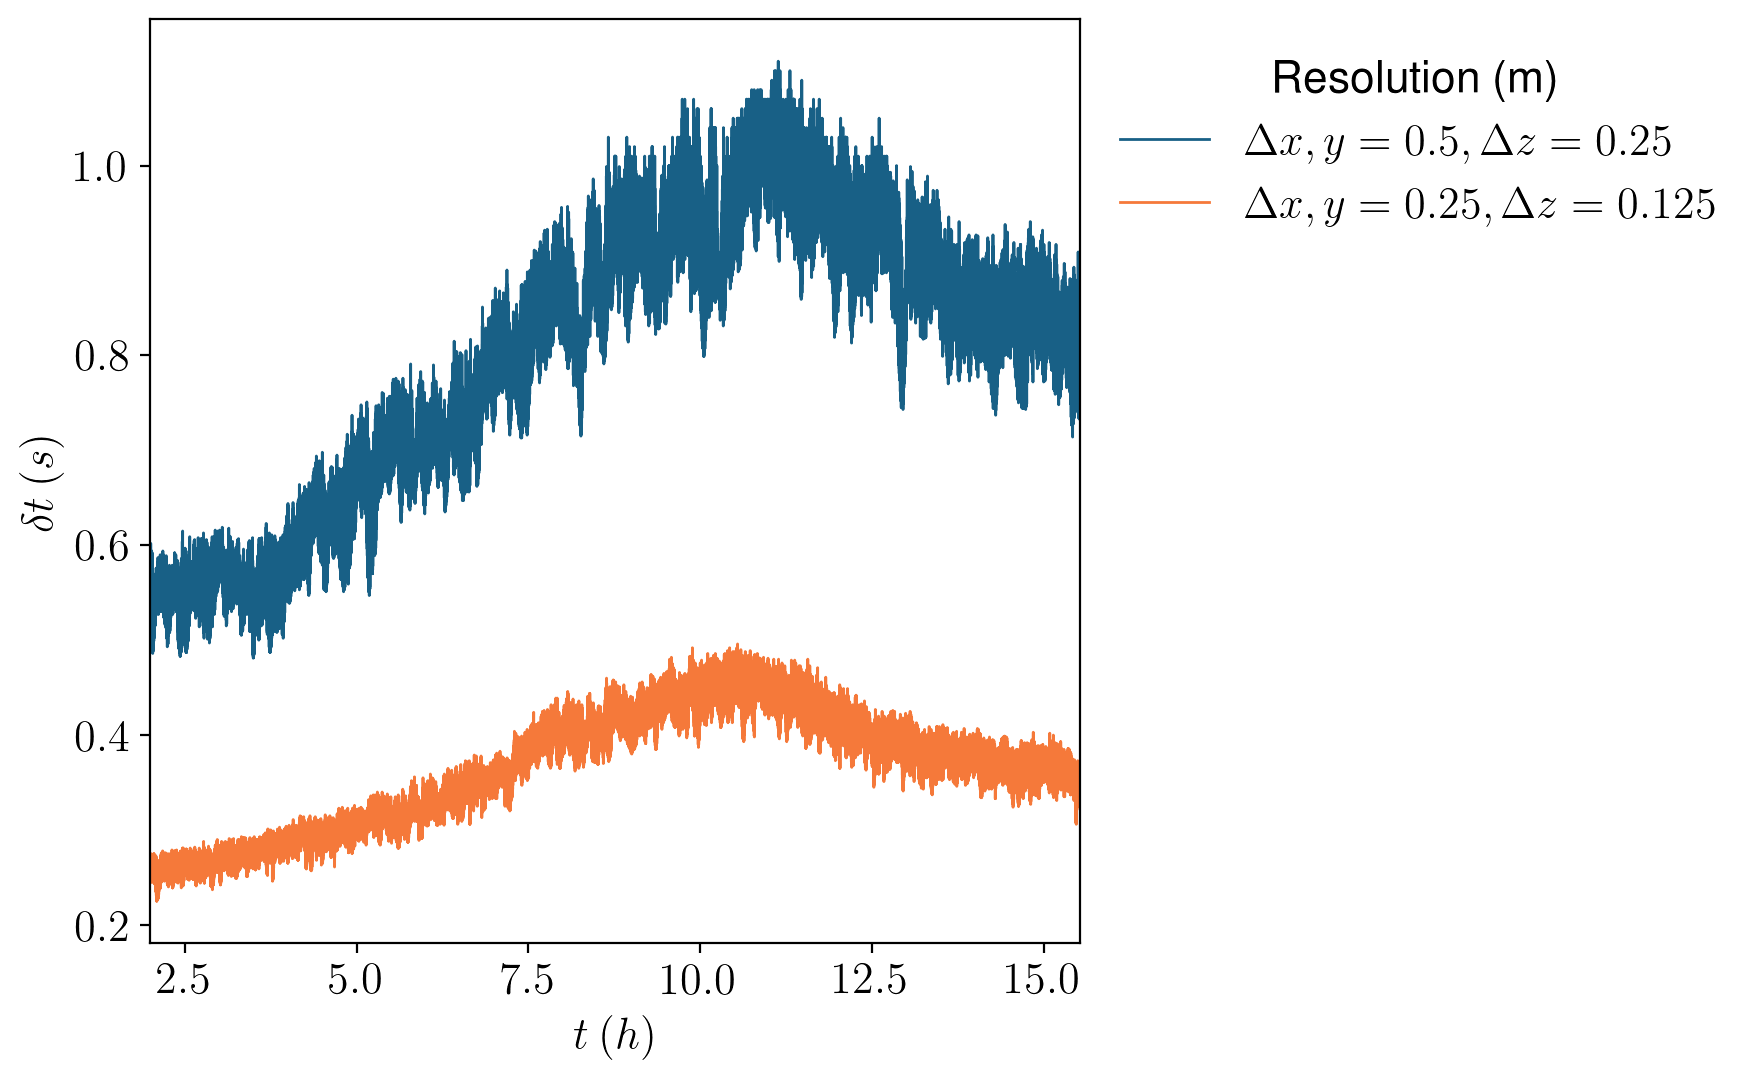 Resolution (m)
Δx, y = 0.5, Δz = 0.25
Δx, y = 0.25, Δz = 0.125
δt (s)
1.0
0.8
0.6
0.4
0.2
2.5 5.0 7.5 10.0 12.5 15.0
t (h)